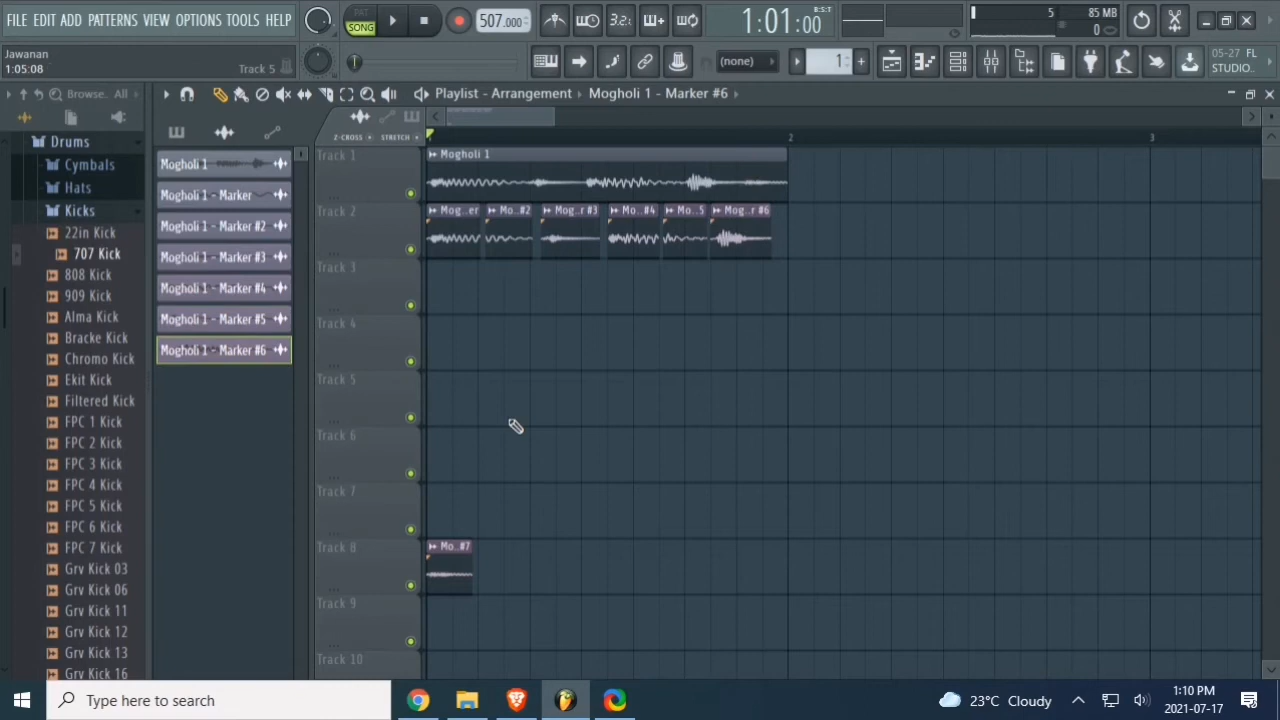 FILE EDIT ADD PATTERNS VIEW OPTIONS TOOLS HELP
PAT
SONG
507.000
3.2.
1:01:00
B:S:T
5
85 MB
0
Jawanan
1:05:08
Track 5
(none)
1
05-27 FL
STUDIO..
Browse..
All
Playlist - Arrangement
Mogholi 1 - Marker #6
Z-CROSS
STRETCH
2
3
Drums
Cymbals
Hats
Kicks
22in Kick
707 Kick
808 Kick
909 Kick
Alma Kick
Bracke Kick
Chromo Kick
Ekit Kick
Filtered Kick
FPC 1 Kick
FPC 2 Kick
FPC 3 Kick
FPC 4 Kick
FPC 5 Kick
FPC 6 Kick
FPC 7 Kick
Grv Kick 03
Grv Kick 06
Grv Kick 11
Grv Kick 12
Grv Kick 13
Grv Kick 16
Mogholi 1
Mogholi 1 - Marker
Mogholi 1 - Marker #2
Mogholi 1 - Marker #3
Mogholi 1 - Marker #4
Mogholi 1 - Marker #5
Mogholi 1 - Marker #6
Track 1
Mogholi 1
Track 2
Mog..er
Mo..#2
Mog..r #3
Mo..#4
Mo..5
Mog..r #6
Track 3
Track 4
Track 5
Track 6
Track 7
Track 8
Mo..#7
Track 9
Track 10
Type here to search
23°C Cloudy
1:10 PM
2021-07-17